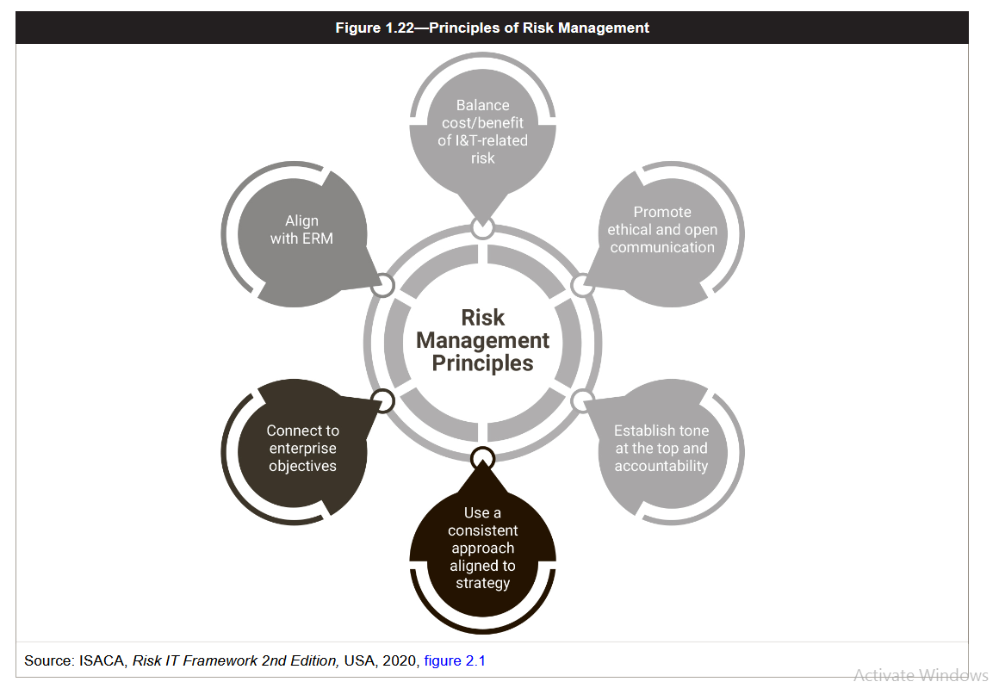 Figure 1.22—Principles of Risk Management
Balance
cost/benefit
of I&T-related
risk
Promote
ethical and open
communication
Establish tone
at the top and
accountability
Use a
consistent
approach
aligned to
strategy
Connect to
enterprise
objectives
Align
with ERM
Risk
Management
Principles
Source: ISACA, Risk IT Framework 2nd Edition, USA, 2020, figure 2.1
Activate Windows